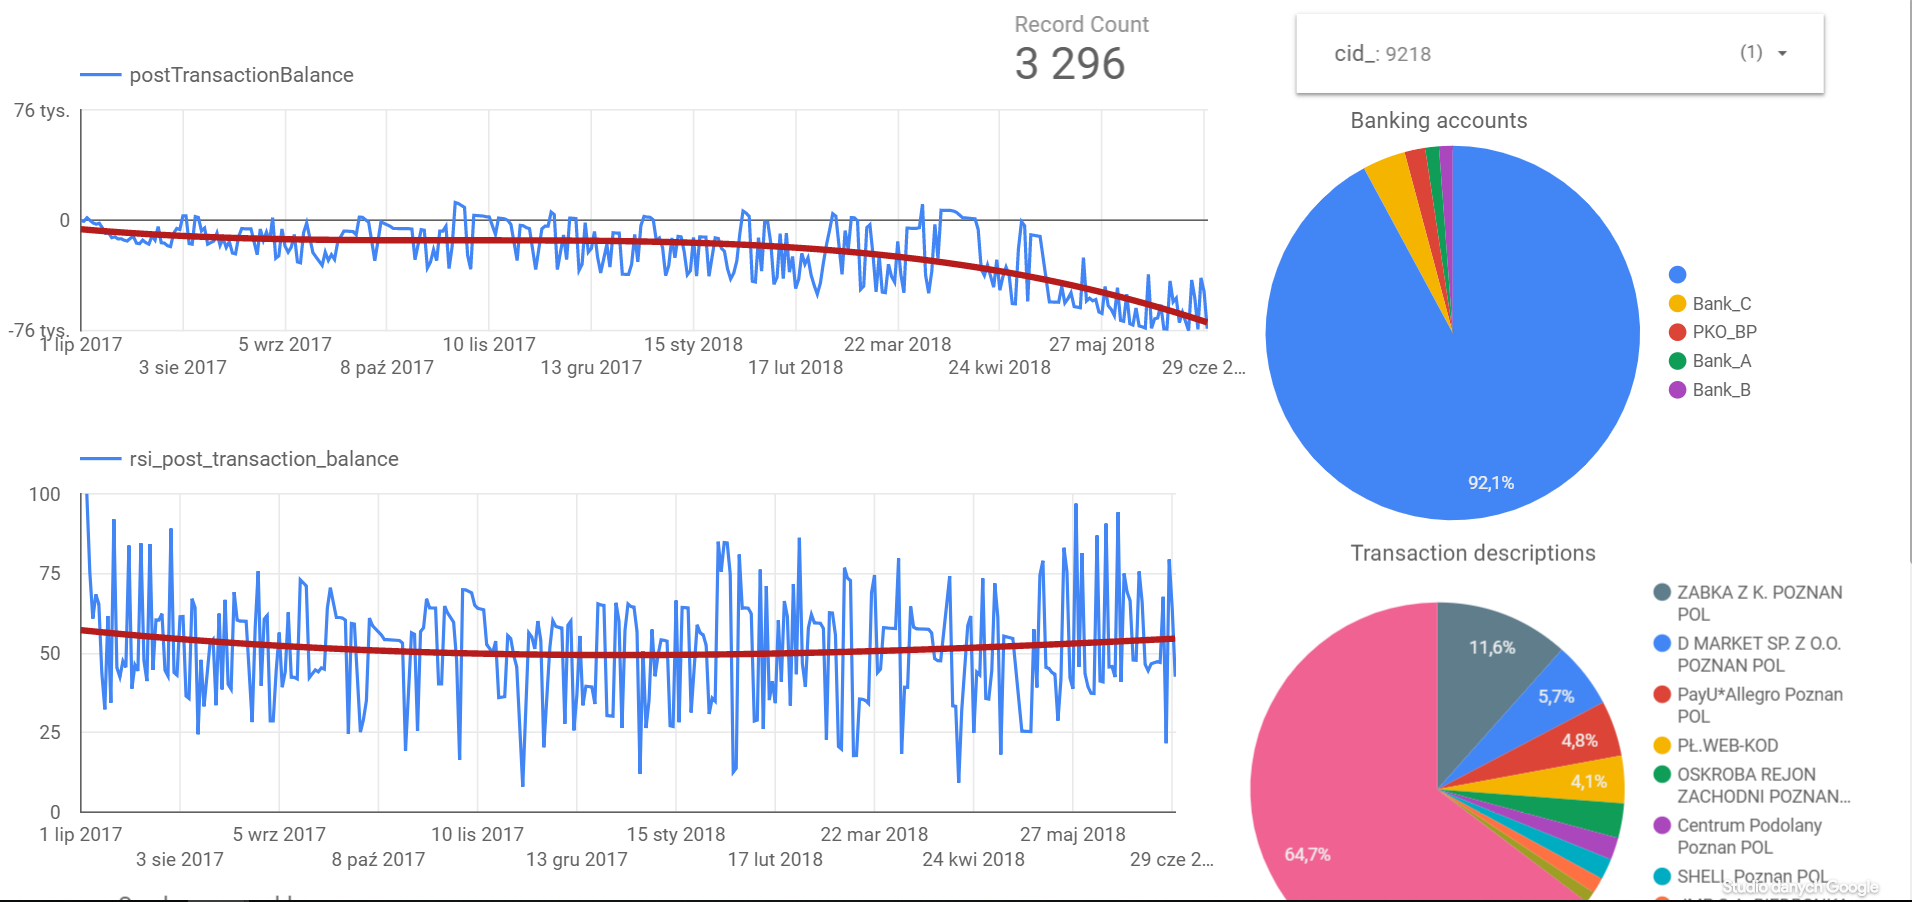 Record Count
3 296
cid_: 9218
(1)
postTransactionBalance
76 tys.
0
-76 tys.
1 lip 2017
5 wrz 2017
10 lis 2017
15 sty 2018
22 mar 2018
27 maj 2018
3 sie 2017
8 paź 2017
13 gru 2017
17 lut 2018
24 kwi 2018
29 cze 2...
Banking accounts
92,1%
Bank_C
PKO_BP
Bank_A
Bank_B
rsi_post_transaction_balance
100
75
50
25
0
1 lip 2017
5 wrz 2017
10 lis 2017
15 sty 2018
22 mar 2018
27 maj 2018
3 sie 2017
8 paź 2017
13 gru 2017
17 lut 2018
24 kwi 2018
29 cze 2...
Transaction descriptions
11,6%
5,7%
4,8%
4,1%
64,7%
ZABKA Z K. POZNAN
POL
D MARKET SP. Z O.O.
POZNAN POL
PayU*Allegro Poznan
POL
PŁ.WEB-KOD
OSKROBA REJON
ZACHODNI POZNAN...
Centrum Podolany
Poznan POL
SHELL Poznan POL
Studio danych Google